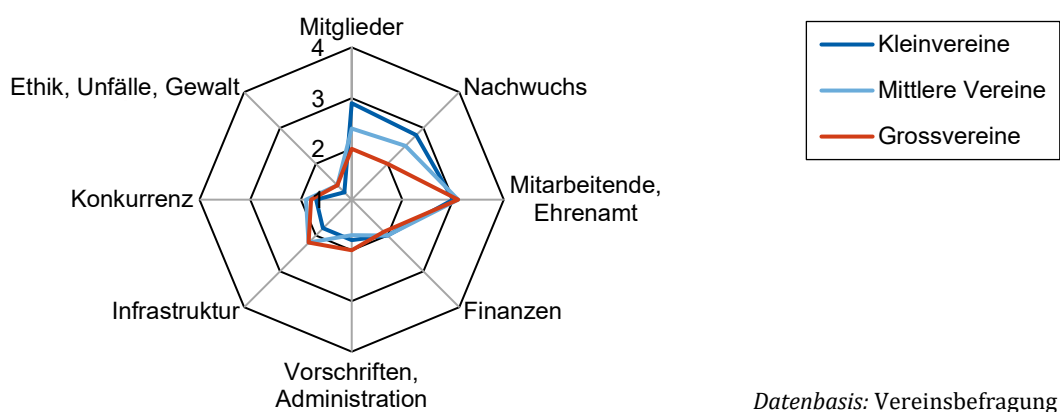 Mitglieder
4
Kleinvereine
Ethik, Unfälle, Gewalt
3
Nachwuchs
Mittlere Vereine
2
Grossvereine
Konkurrenz
1
Mitarbeitende,
Ehrenamt
Infrastruktur
Finanzen
Vorschriften,
Administration
Datenbasis: Vereinsbefragung